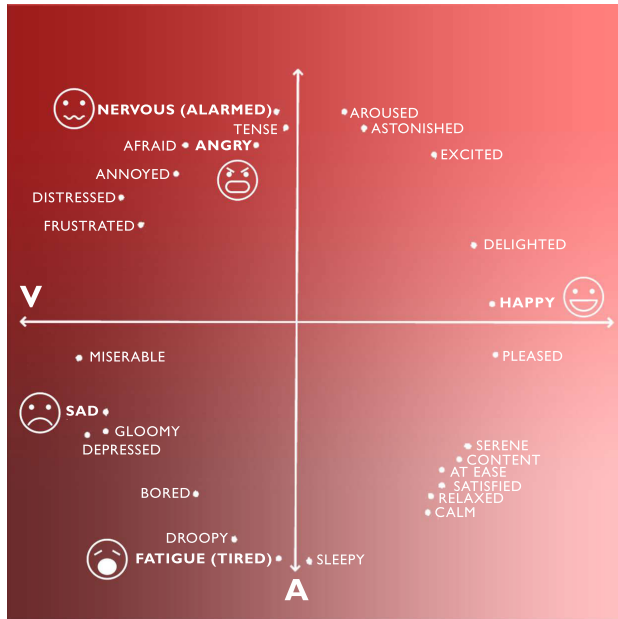 NERVOUS (ALARMED)
AROUSED
TENSE
ASTONISHED
AFRAID
ANGRY
EXCITED
ANNOYED
DISTRESSED
FRUSTRATED
DELIGHTED
V
HAPPY
MISERABLE
PLEASED
SAD
GLOOMY
DEPRESSED
SERENE
CONTENT
AT EASE
SATISFIED
BORED
RELAXED
CALM
DROOPY
FATIGUE (TIRED)
SLEEPY
A